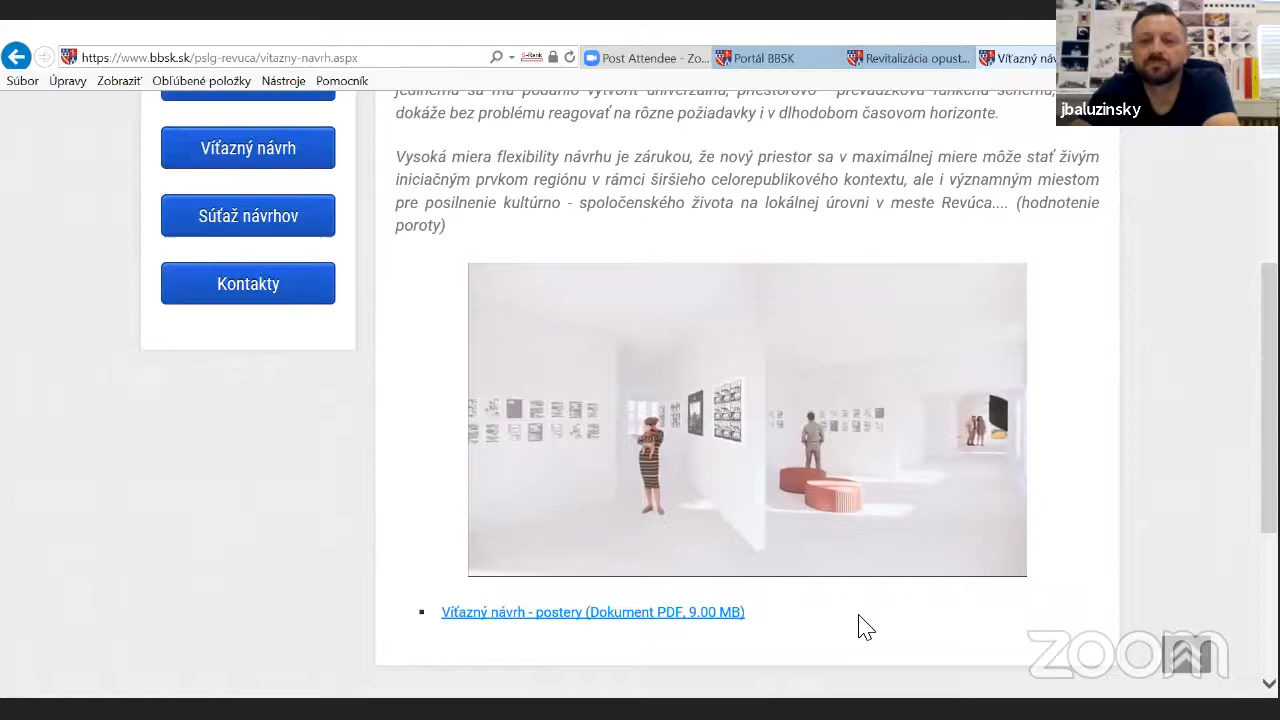 https://www.bbsk.sk/pslg-revuca/vitazny-navrh.aspx
Post Attendee - Zo...
Portál BBSK
Revitalizácia opust...
Víťazný náv
Súbor Úpravy Zobraziť Obľúbené položky Nástroje Pomocník
jbaluzinsky
Víťazný návrh
Súťaž návrhov
Kontakty
dokáže bez problému reagovať na rôzne požiadavky i v dlhodobom časovom horizonte.
Vysoká miera flexibility návrhu je zárukou, že nový priestor sa v maximálnej miere môže stať živým
iniciačným prvkom regiónu v rámci širšieho celorepublikového kontextu, ale i významným miestom
pre posilnenie kultúrno - spoločenského života na lokálnej úrovni v meste Revúca.... (hodnotenie
poroty)
Víťazný návrh - postery (Dokument PDF, 9.00 MB)
zoom